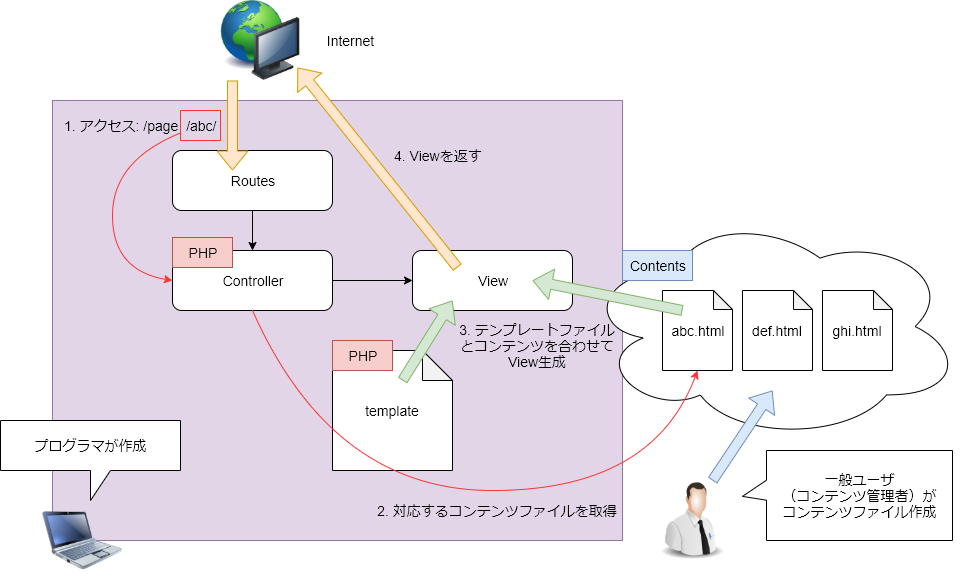 Internet
1. アクセス: /page /abc/
4. Viewを返す
Routes
PHP
Controller
View
Contents
abc.html
def.html
ghi.html
3. テンプレートファイル
とコンテンツを合わせて
View生成
PHP
template
プログラマが作成
2. 対応するコンテンツファイルを取得
一般ユーザ
（コンテンツ管理者）が
コンテンツファイル作成